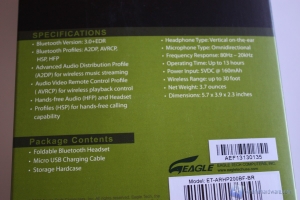 SPECIFICATIONS
• Bluetooth Version: 3.0+EDR
• Bluetooth Profiles: A2DP, AVRCP,
HSP, HFP
• Advanced Audio Distribution Profile
(A2DP) for wireless music streaming
• Audio Video Remote Control Profile
(AVRCP) for wireless playback control
• Hands-Free Audio (HFP) and Headset
Profiles (HSP) for hands-free calling
capability
• Headphone Type: Vertical on-the-ear
• Microphone Type: Omnidirectional
• Frequency Response: 80Hz ~ 20kHz
• Operating Time: Up to 13 hours
• Power Input: 5VDC @ 160mAh
• Wireless Range: up to 30 feet
• Net Weight: 3.7 ounces
• Dimensions: 5.7 x 3.9 x 2.3 inches
Package Contents
• Foldable Bluetooth Headset
• Micro USB Charging Cable
• Storage Hardcase
EAGLE
AEF13130135
Model: ET-ARHP200BF-BR